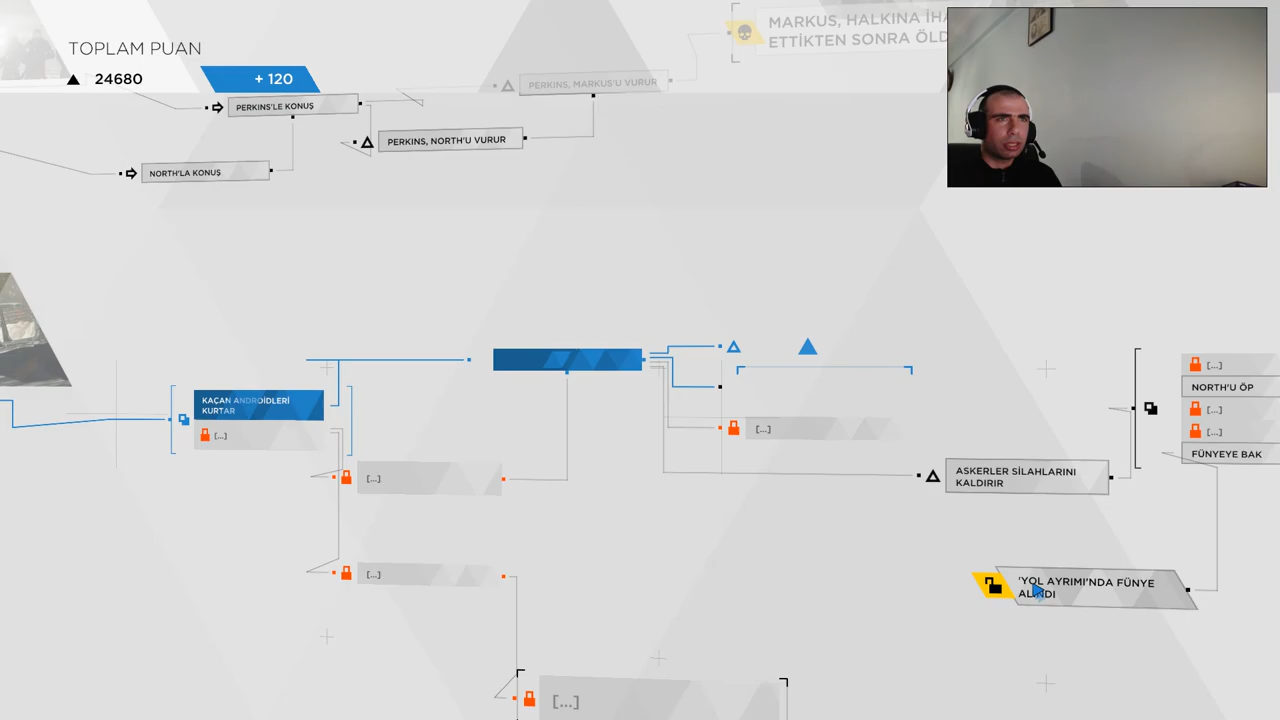 TOPLAM PUAN
24680
+ 120
MARKUS, HALKINA
ETTİKTEN SONRA
PERKINS, MARKUS'U VURUR
PERKINS'LE KONUŞ
PERKINS, NORTH'U VURUR
NORTH'LA KONUŞ
KAÇAN ANDROİDLERİ
KURTAR
[...]
[...]
[...]
[...]
[...]
ASKERLER SİLAHLARINI
KALDIRIR
[...]
NORTH'U ÖP
[...]
[...]
FÜNYEYE BAK
'YOL AYRIMI'NDA FÜNYE
ALINDI